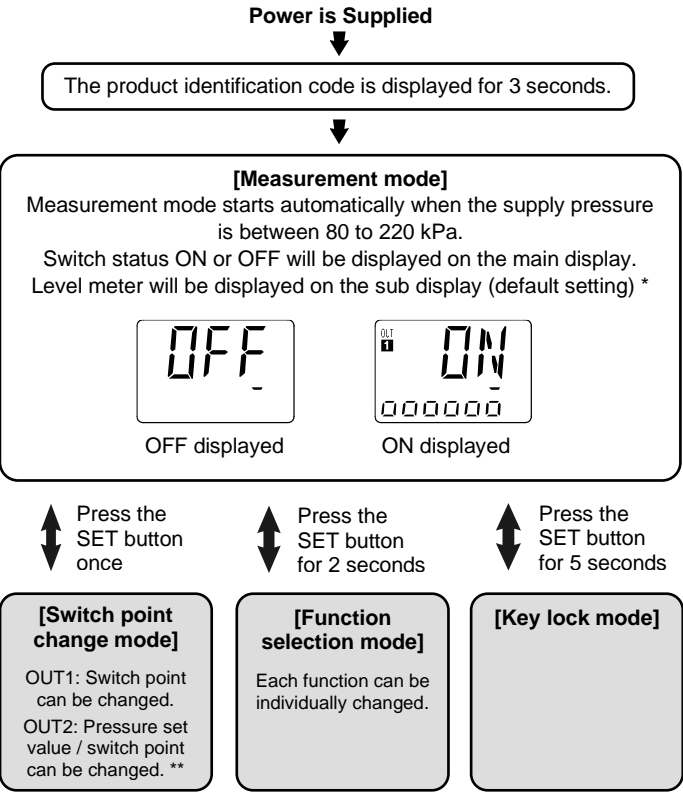 Power is Supplied
The product identification code is displayed for 3 seconds.
[Measurement mode]
Measurement mode starts automatically when the supply pressure
is between 80 to 220 kPa.
Switch status ON or OFF will be displayed on the main display.
Level meter will be displayed on the sub display (default setting) *
OFF
OUT
1
ON
oooooo
OFF displayed
ON displayed
Press the
SET button
once
Press the
SET button
for 2 seconds
Press the
SET button
for 5 seconds
[Switch point
change mode]
OUT1: Switch point
can be changed.
OUT2: Pressure set
value / switch point
can be changed. **
[Function
selection mode]
Each function can be
individually changed.
[Key lock mode]